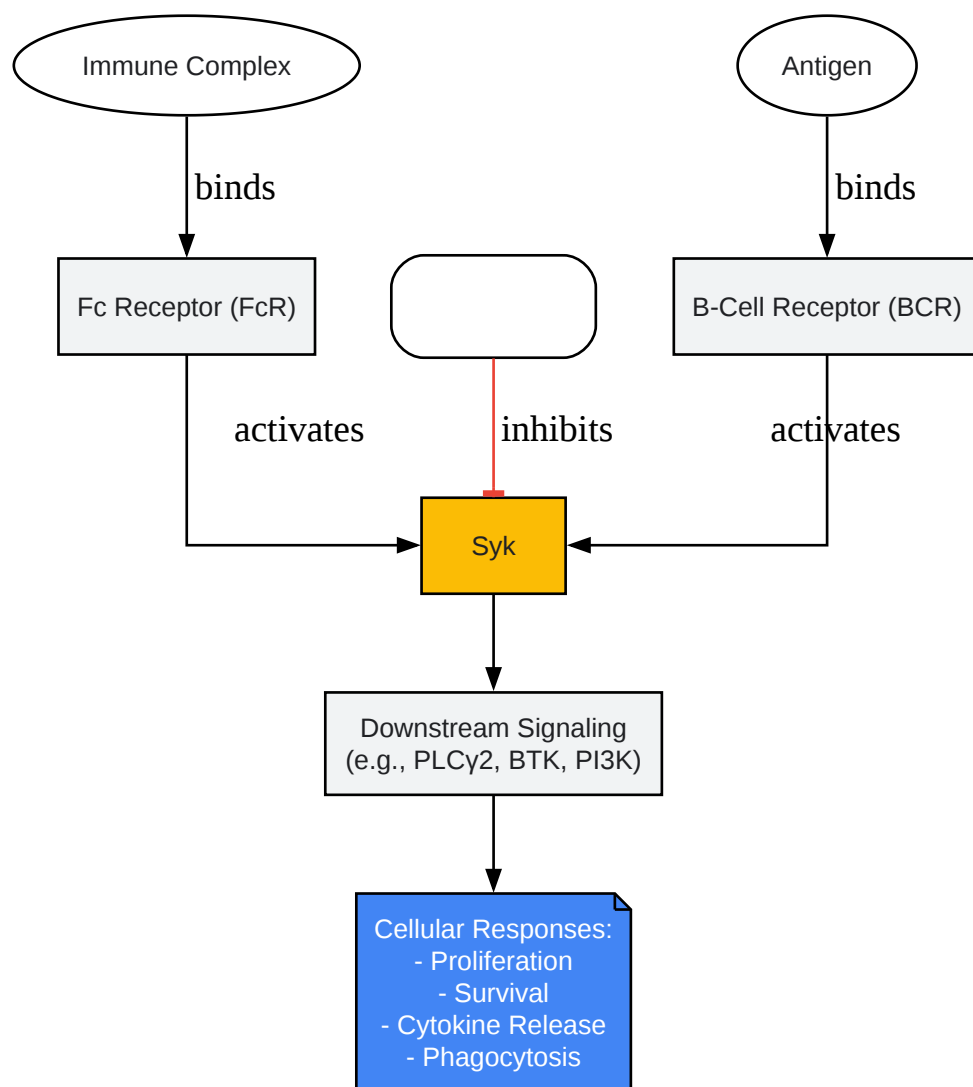 Immune Complex
Antigen
binds
binds
Fc Receptor (FcR)
B-Cell Receptor (BCR)
activates
inhibits
activates
Syk
Downstream Signaling
(e.g., PLCγ2, BTK, PI3K)
Cellular Responses:
- Proliferation
- Survival
- Cytokine Release
- Phagocytosis